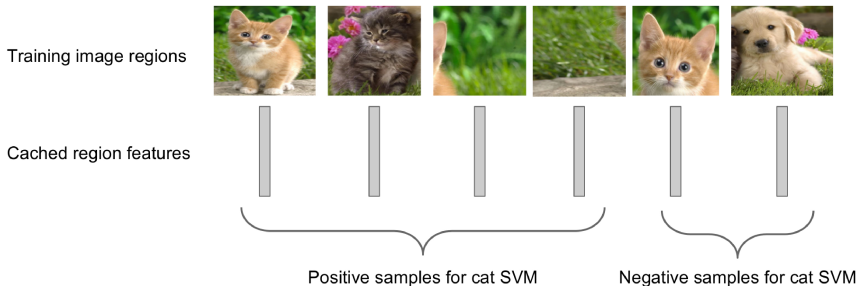 Training image regions
Cached region features
Positive samples for cat SVM
Negative samples for cat SVM